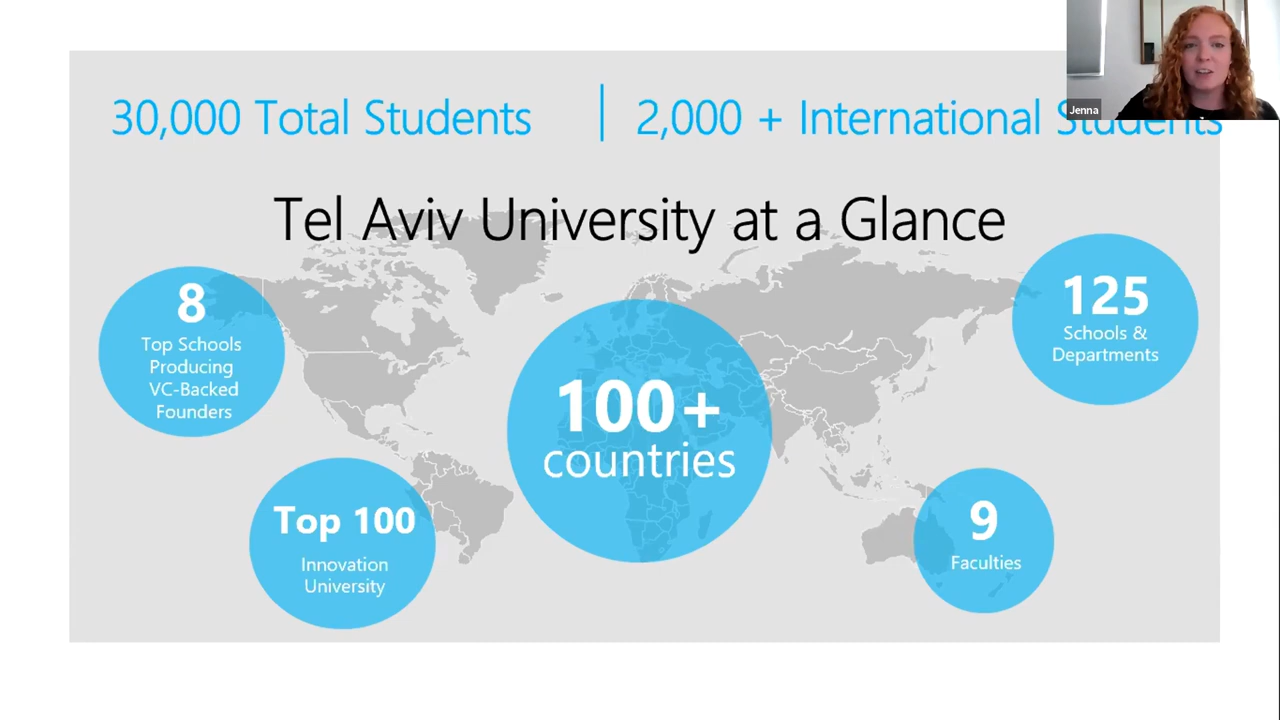 30,000 Total Students | 2,000 + International Students
Jenna
Tel Aviv University at a Glance
8
Top Schools
Producing
VC-Backed
Founders
125
Schools &
Departments
100+
countries
Top 100
Innovation
University
9
Faculties